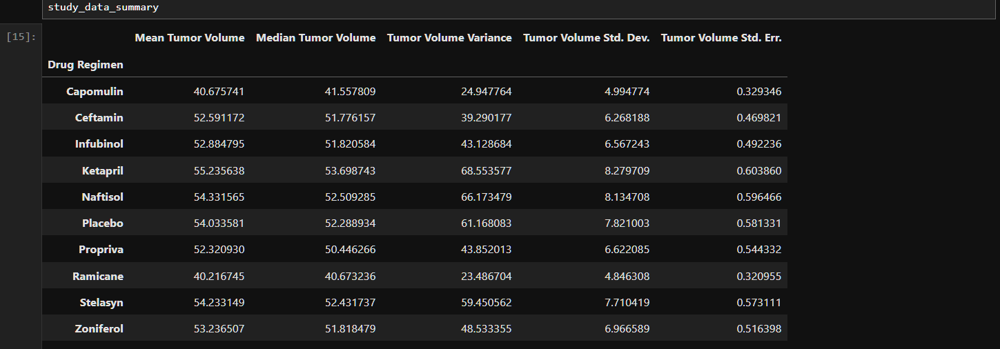 study_data_summary
[15]:
Mean Tumor Volume Median Tumor Volume Tumor Volume Variance Tumor Volume Std. Dev. Tumor Volume Std. Err.
Drug Regimen
Capomulin 40.675741 41.557809 24.947764 4.994774 0.329346
Ceftamin 52.591172 51.776157 39.290177 6.268188 0.469821
Infubinol 52.884795 51.820584 43.128684 6.567243 0.492236
Ketapril 55.235638 53.698743 68.553577 8.279709 0.603860
Naftisol 54.331565 52.509285 66.173479 8.134708 0.596466
Placebo 54.033581 52.288934 61.168083 7.821003 0.581331
Propriva 52.320930 50.446266 43.852013 6.622085 0.544332
Ramicane 40.216745 40.673236 23.486704 4.846308 0.320955
Stelasyn 54.233149 52.431737 59.450562 7.710419 0.573111
Zoniferol 53.236507 51.818479 48.533355 6.966589 0.516398